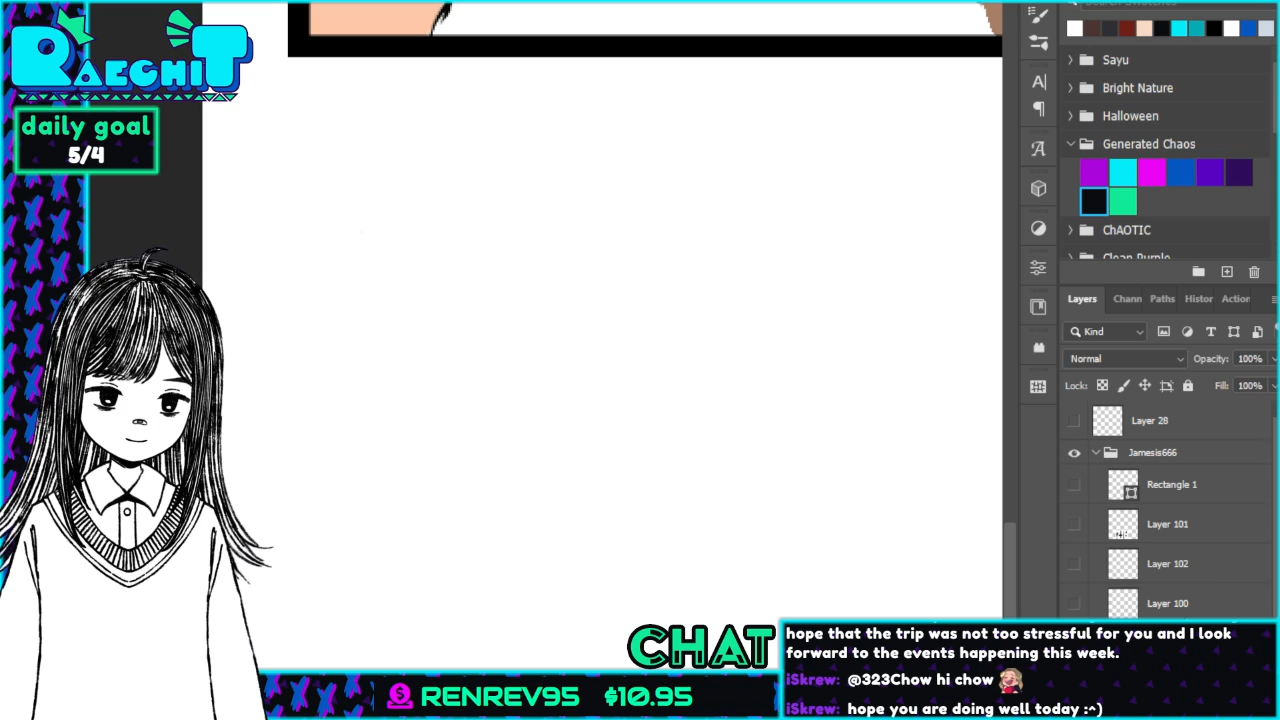 RAEGHIT
daily goal
5/4
Sayu
Bright Nature
Halloween
Generated Chaos
ChAOTIC
Clean Purple
Layers Chann Paths Histor Action
Kind
Normal Opacity: 100%
Lock: Fill: 100%
Layer 28
Jamesis666
Rectangle 1
Layer 101
Layer 102
Layer 100
CHAT
hope that the trip was not too stressful for you and I look
forward to the events happening this week.
iSkrew: @323Chow hi chow
iSkrew: hope you are doing well today :^)
RENREV95 $10.95